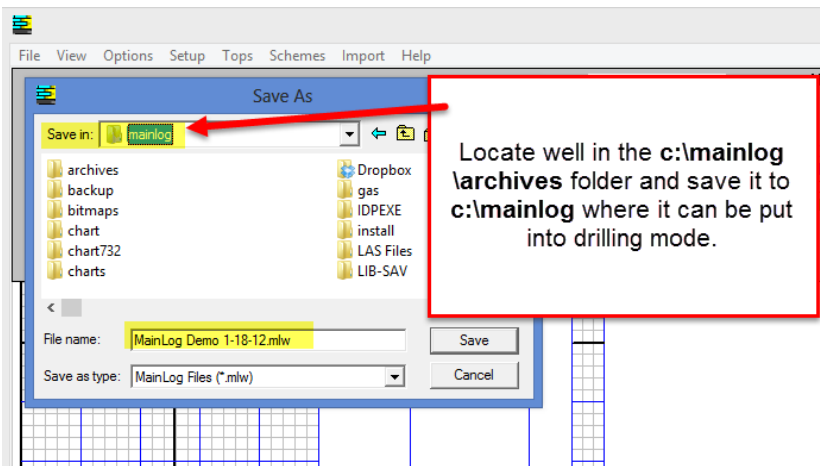 File View Options Setup Tops Schemes Import Help
Save As
Save in: mainlog
archives
backup
bitmaps
chart
chart732
charts
Dropbox
gas
IDPEXE
install
LAS Files
LIB-SAV
Locate well in the c:\mainlog
\archives folder and save it to
c:\mainlog where it can be put
into drilling mode.
File name: MainLog Demo 1-18-12.mlw Save
Save as type: MainLog Files (*.mlw) Cancel